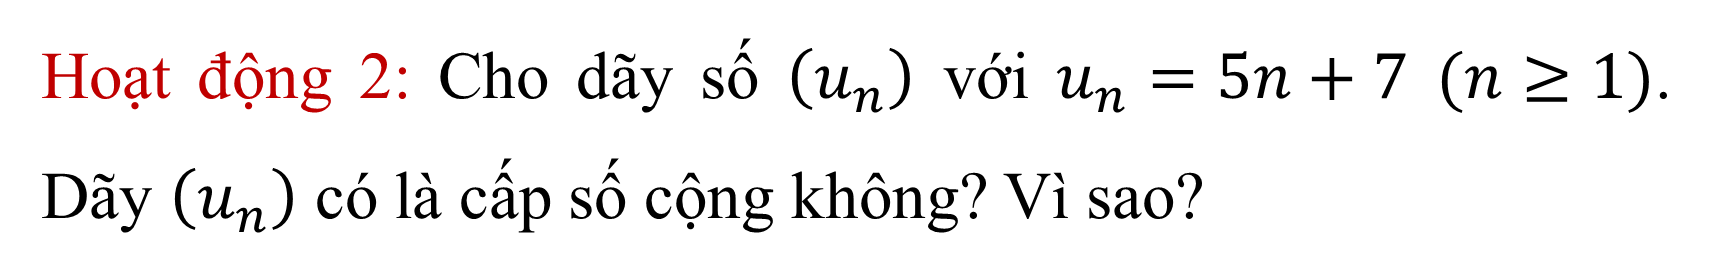 Hoạt động 2: Cho dãy số (uₙ) với uₙ = 5n + 7 (n ≥ 1).
Dãy (uₙ) có là cấp số cộng không? Vì sao?